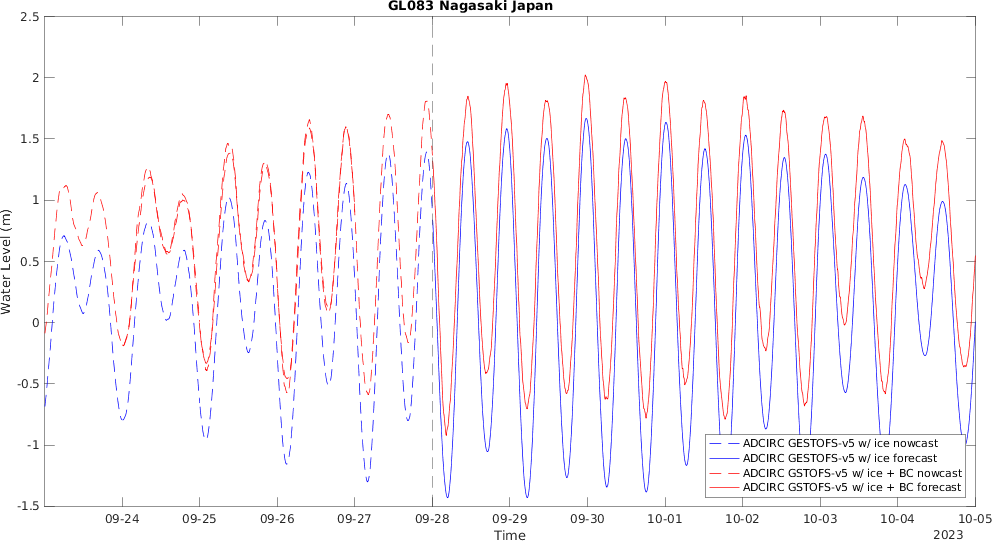 GL083 Nagasaki Japan
2.5
2
1.5
1
0.5
0
-0.5
-1
-1.5
Water Level (m)
ADCIRC GESTOFS-v5 w/ ice nowcast
ADCIRC GESTOFS-v5 w/ ice forecast
ADCIRC GSTOFS-v5 w/ ice + BC nowcast
ADCIRC GSTOFS-v5 w/ ice + BC forecast
09-24 09-25 09-26 09-27 09-28 09-29 09-30 10-01 10-02 10-03 10-04 10-05
Time
2023